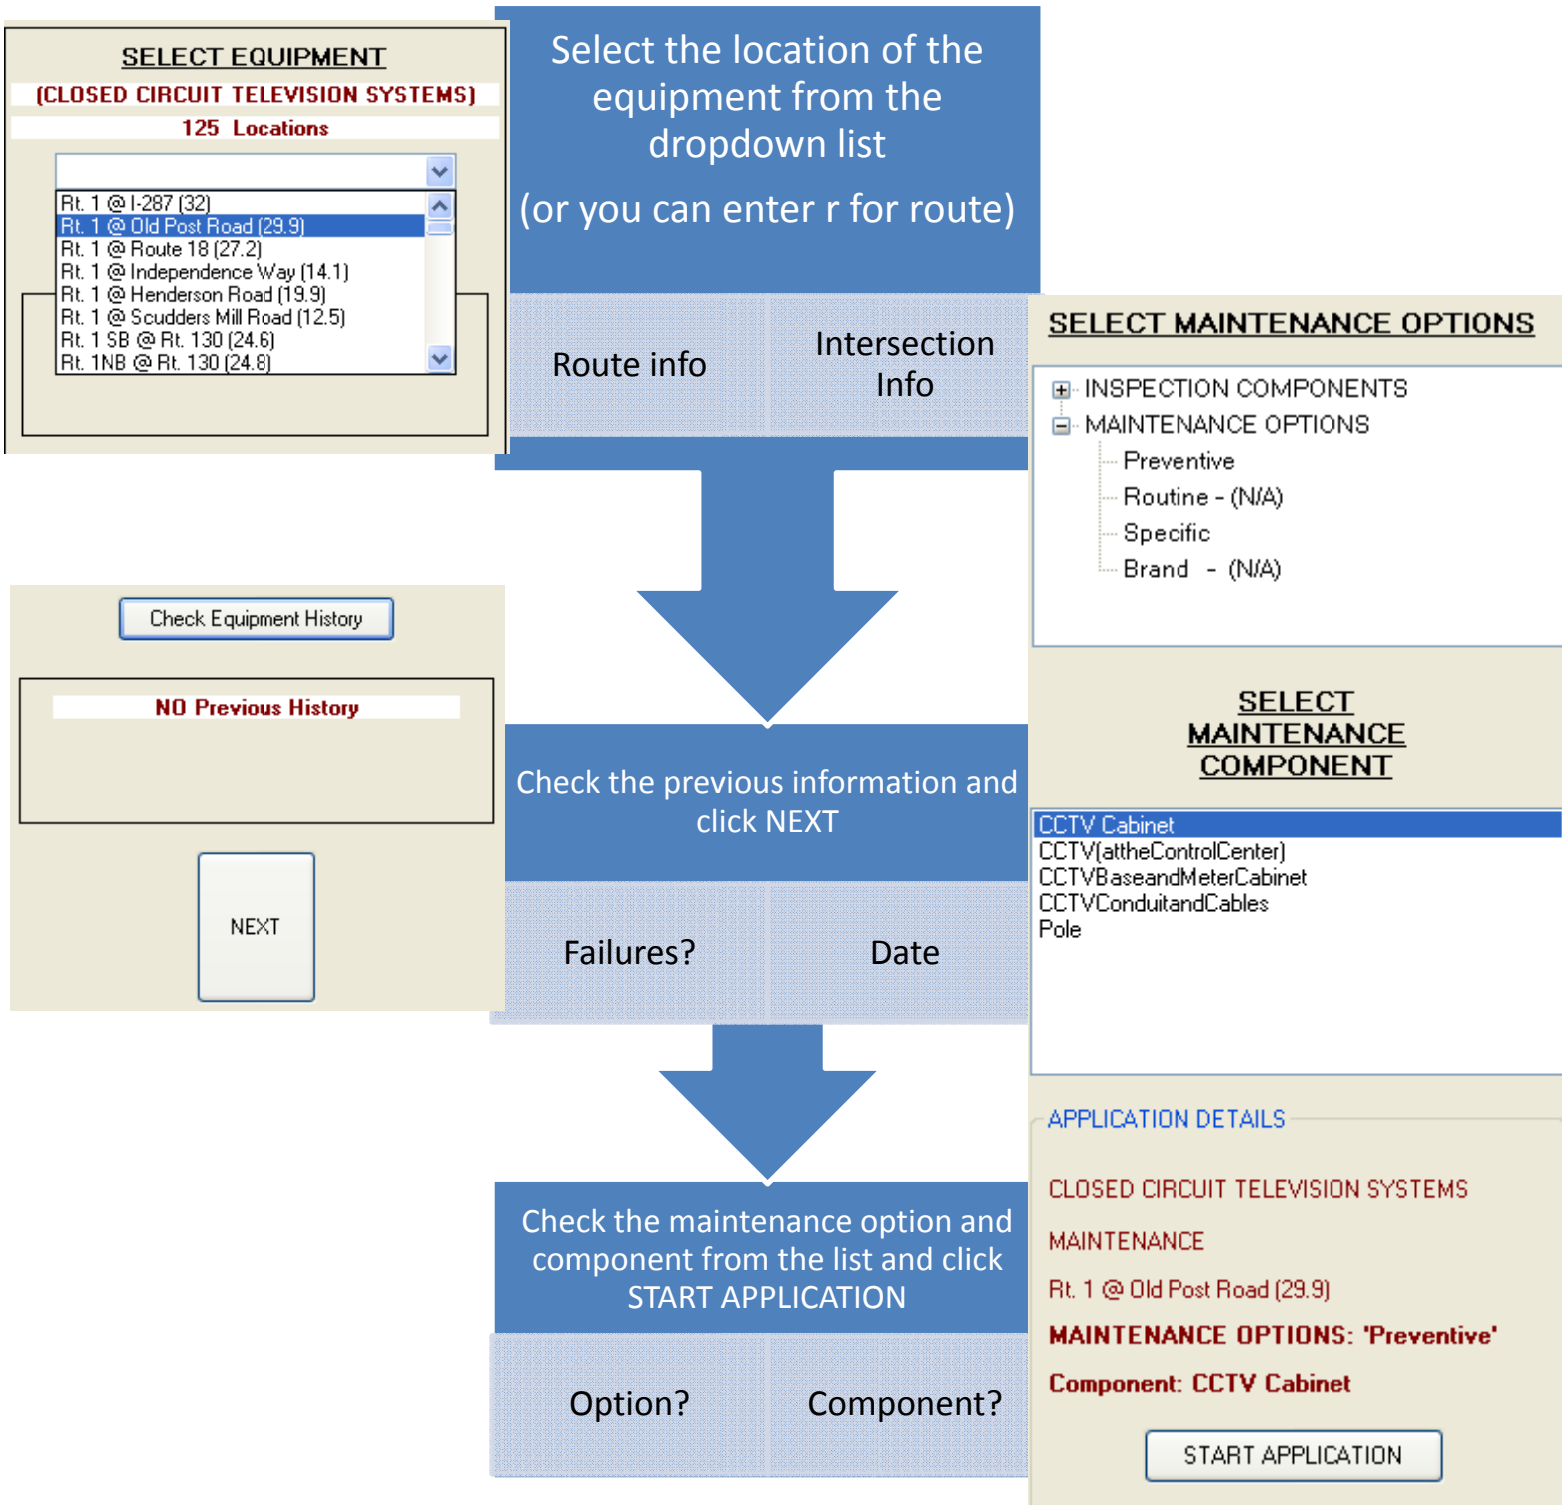 SELECT EQUIPMENT
(CLOSED CIRCUIT TELEVISION SYSTEMS)
125 Locations
Rt. 1 @ I-287 (32)
Rt. 1 @ Old Post Road (29.9)
Rt. 1 @ Route 18 (27.2)
Rt. 1 @ Independence Way (14.1)
Rt. 1 @ Henderson Road (19.9)
Rt. 1 @ Scudders Mill Road (12.5)
Rt. 1 SB @ Rt. 130 (24.6)
Rt. 1NB @ Rt. 130 (24.8)
Select the location of the
equipment from the
dropdown list
(or you can enter r for route)
Route info
Intersection
Info
Check Equipment History
NO Previous History
NEXT
Check the previous information and
click NEXT
Failures?
Date
Check the maintenance option and
component from the list and click
START APPLICATION
Option?
Component?
SELECT MAINTENANCE OPTIONS
INSPECTION COMPONENTS
MAINTENANCE OPTIONS
Preventive
Routine - (N/A)
Specific
Brand - (N/A)
SELECT
MAINTENANCE
COMPONENT
CCTV Cabinet
CCTV(attheControlCenter)
CCTVBaseandMeterCabinet
CCTVConduitandCables
Pole
APPLICATION DETAILS
CLOSED CIRCUIT TELEVISION SYSTEMS
MAINTENANCE
Rt. 1 @ Old Post Road (29.9)
MAINTENANCE OPTIONS: 'Preventive'
Component: CCTV Cabinet
START APPLICATION